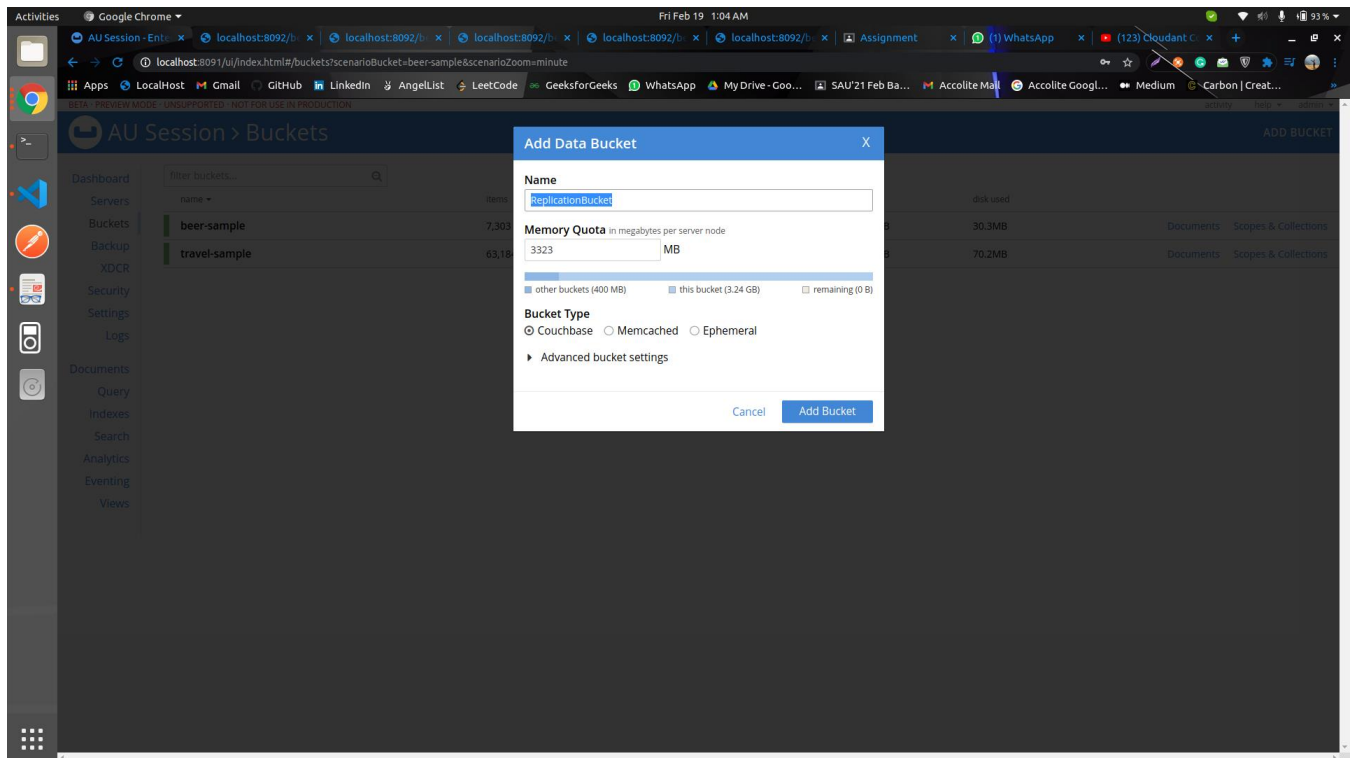 Activities Google Chrome Fri Feb 19 1:04 AM 93 %
AU Session - Ente localhost:8092/b localhost:8092/b localhost:8092/b localhost:8092/b localhost:8092/b Assignment (1) WhatsApp (123) Cloudant C
localhost:8091/ui/index.html#/buckets?scenarioBucket=beer-sample&scenarioZoom=minute
Apps LocalHost Gmail GitHub LinkedIn AngelList LeetCode GeeksforGeeks WhatsApp My Drive - Goo... SAU'21 Feb Ba... Accolite Mail Accolite Googl... Medium Carbon | Creat... »
BETA : PREVIEW MODE - UNSUPPORTED - NOT FOR USE IN PRODUCTION activity help admin
AU Session > Buckets ADD BUCKET
Add Data Bucket X
Dashboard filter buckets...
Name
Servers name items disk used
ReplicationBucket
Buckets beer-sample 7,303 30.3MB Documents Scopes & Collections
Memory Quota in megabytes per server node
Backup travel-sample 63,18 70.2MB Documents Scopes & Collections
3323 MB
XDCR
Security
other buckets (400 MB) this bucket (3.24 GB) remaining (0 B)
Settings
Bucket Type
Logs
Couchbase Memcached Ephemeral
Advanced bucket settings
Documents
Query
Indexes
Cancel Add Bucket
Search
Analytics
Eventing
Views